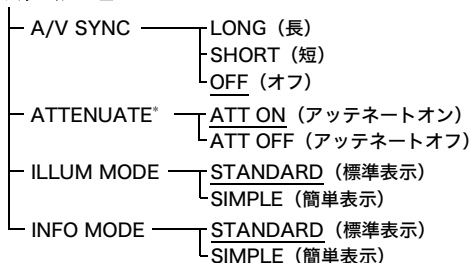 A/V SYNC LONG（長）
SHORT（短）
OFF（オフ）
ATTENUATE* ATT ON（アッテネートオン）
ATT OFF（アッテネートオフ）
ILLUM MODE STANDARD（標準表示）
SIMPLE（簡単表示）
INFO MODE STANDARD（標準表示）
SIMPLE（簡単表示）